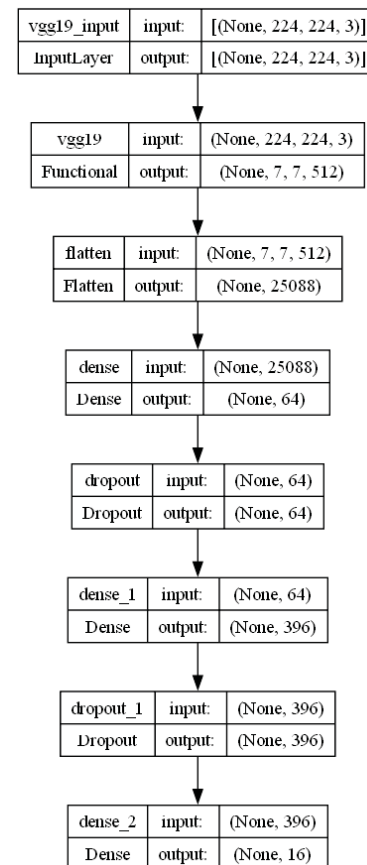 vgg19_input input: [(None, 224, 224, 3)]
InputLayer output: [(None, 224, 224, 3)]
vgg19 input: (None, 224, 224, 3)
Functional output: (None, 7, 7, 512)
flatten input: (None, 7, 7, 512)
Flatten output: (None, 25088)
dense input: (None, 25088)
Dense output: (None, 64)
dropout input: (None, 64)
Dropout output: (None, 64)
dense_1 input: (None, 64)
Dense output: (None, 396)
dropout_1 input: (None, 396)
Dropout output: (None, 396)
dense_2 input: (None, 396)
Dense output: (None, 16)